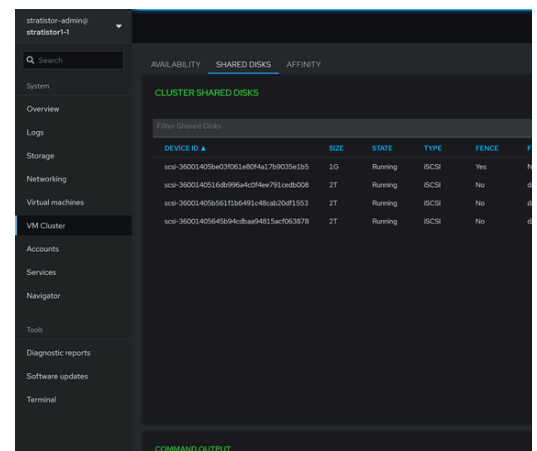 stratistor-admin@
stratistor1-1
Search
System
Overview
Logs
Storage
Networking
Virtual machines
VM Cluster
Accounts
Services
Navigator
Tools
Diagnostic reports
Software updates
Terminal
AVAILABILITY SHARED DISKS AFFINITY
CLUSTER SHARED DISKS
Filter Shared Disks
DEVICE ID ▲ SIZE STATE TYPE FENCE
scsi-36001405be03f061e80f4a17b9035e1b5 1G Running iSCSI Yes
scsi-360014051​6db996a4c0f4ee791cedb008 2T Running iSCSI No
scsi-36001405b561f1b6491c48cab20df1553 2T Running iSCSI No
scsi-36001405645b94cdbaa94815acf063878 2T Running iSCSI No
COMMAND OUTPUT